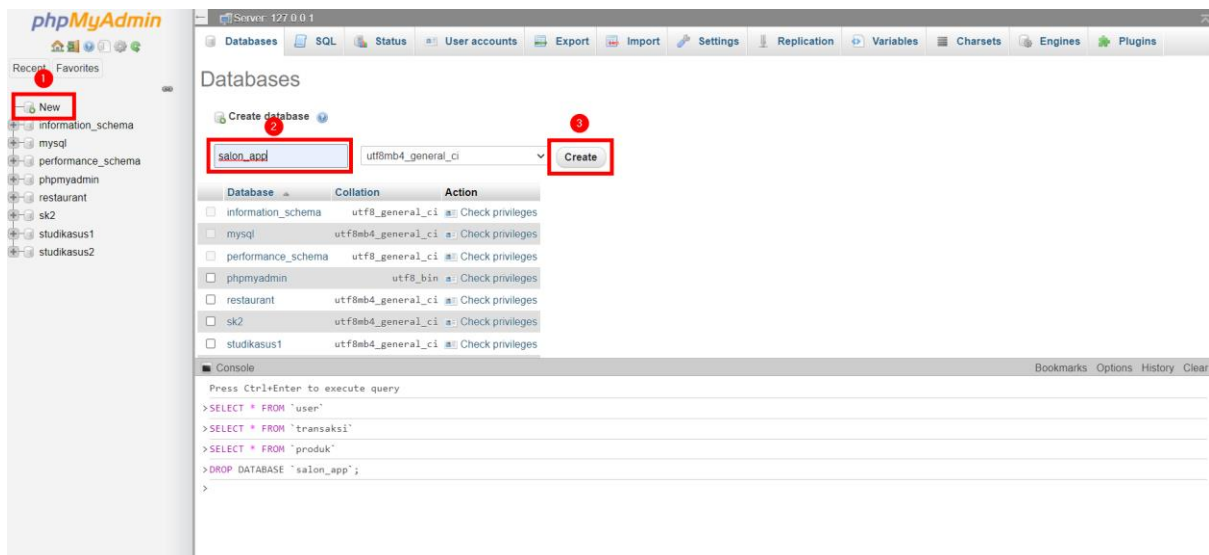 phpMyAdmin
Recent Favorites
1
New
information_schema
mysql
performance_schema
phpmyadmin
restaurant
sk2
studikasus1
studikasus2
Server: 127.0.0.1
Databases SQL Status User accounts Export Import Settings Replication Variables Charsets Engines Plugins
Databases
Create database
2
3
salon_app utf8mb4_general_ci Create
Database Collation Action
information_schema utf8_general_ci Check privileges
mysql utf8mb4_general_ci Check privileges
performance_schema utf8_general_ci Check privileges
phpmyadmin utf8_bin Check privileges
restaurant utf8mb4_general_ci Check privileges
sk2 utf8mb4_general_ci Check privileges
studikasus1 utf8mb4_general_ci Check privileges
Console Bookmarks Options History Clear
Press Ctrl+Enter to execute query
>SELECT * FROM `user`
>SELECT * FROM `transaksi`
>SELECT * FROM `produk`
>DROP DATABASE `salon_app`;
>